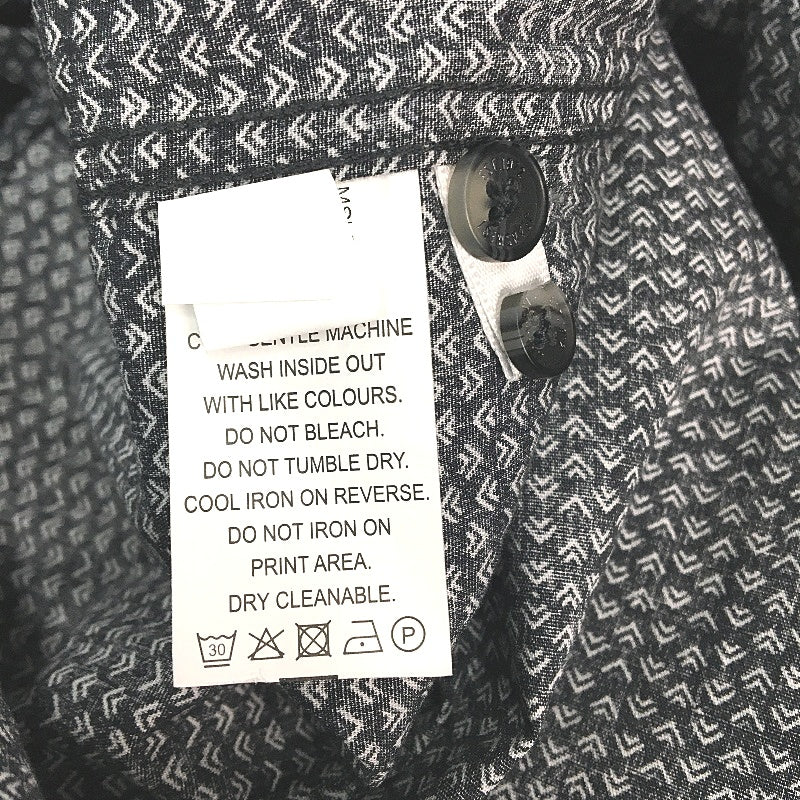 GENTLE MACHINE
WASH INSIDE OUT
WITH LIKE COLOURS.
DO NOT BLEACH.
DO NOT TUMBLE DRY.
COOL IRON ON REVERSE.
DO NOT IRON ON
PRINT AREA.
DRY CLEANABLE.
30 P